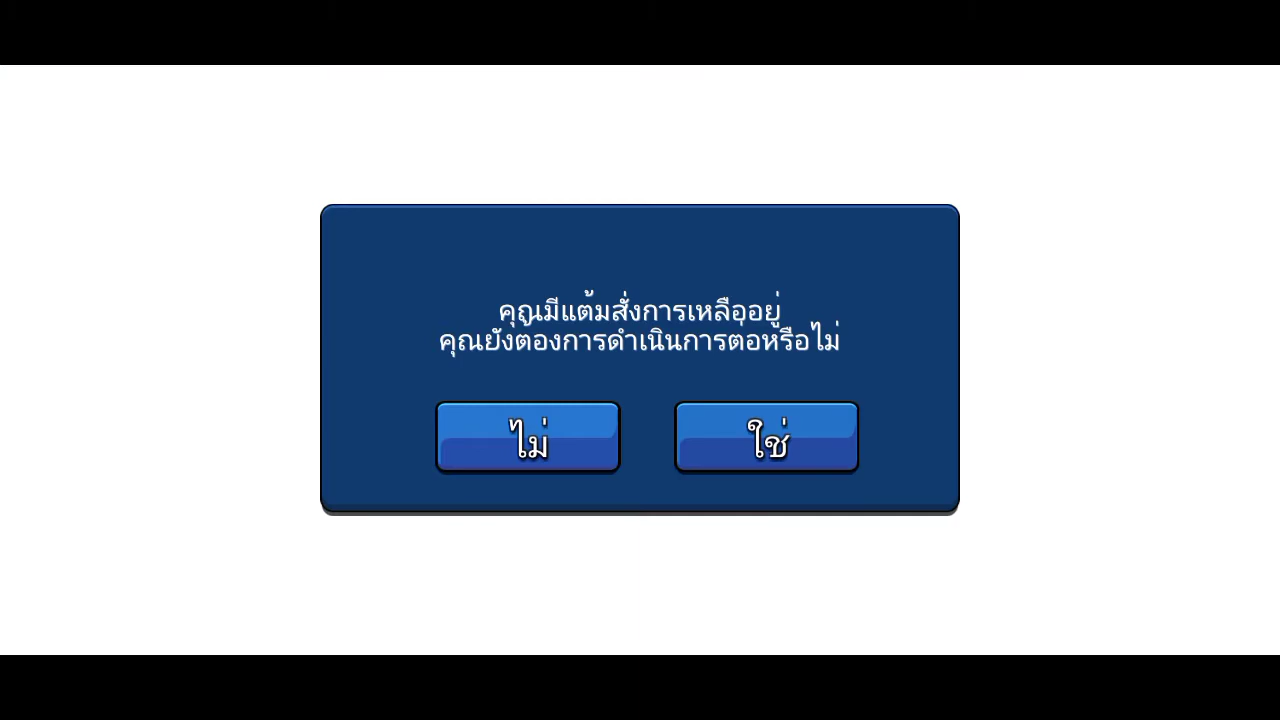 คุณมีแต้มสั่งการเหลืออยู่
คุณยังต้องการดำเนินการต่อหรือไม่
ไม่
ใช่